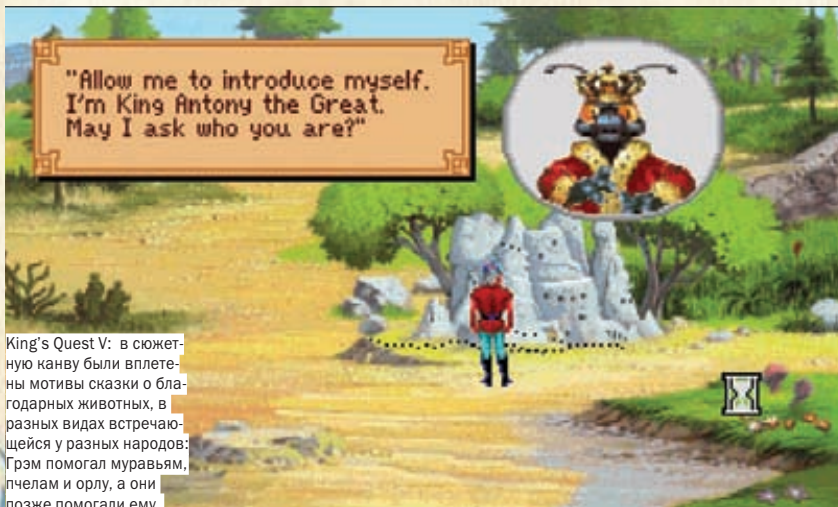 "Allow me to introduce myself.
I'm King Antony the Great.
May I ask who you are?"
King's Quest V: в сюжет-
ную канву были вплете-
ны мотивы сказки о бла-
годарных животных, в
разных видах встречаю-
щейся у разных народов:
Грэм помогал муравьям,
пчелам и орлу, а они
позже помогали ему